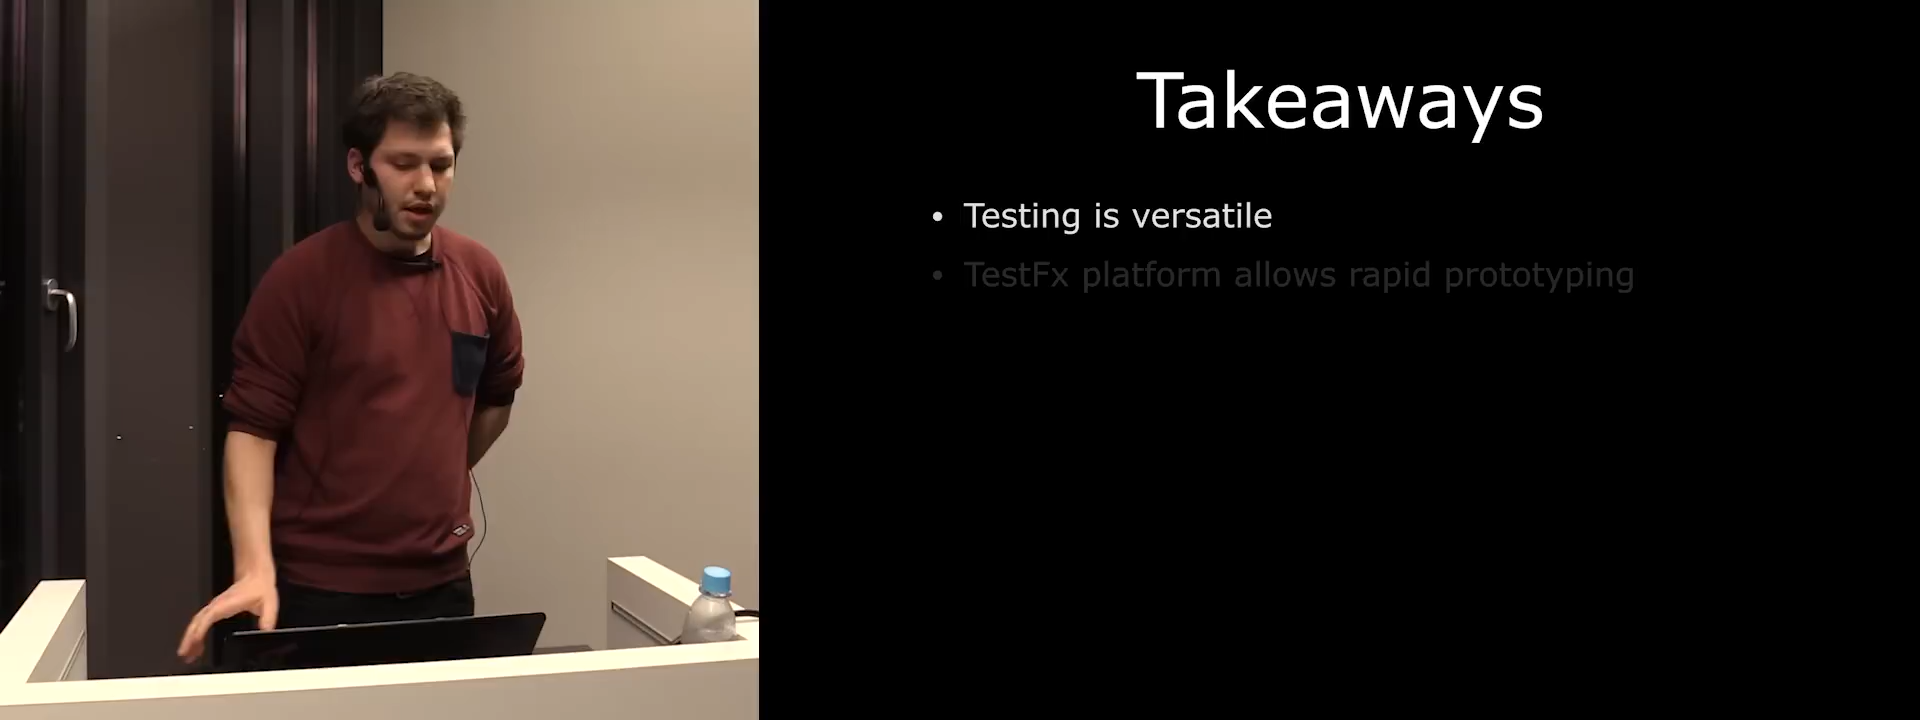 Takeaways
• Testing is versatile
• TestFx platform allows rapid prototyping